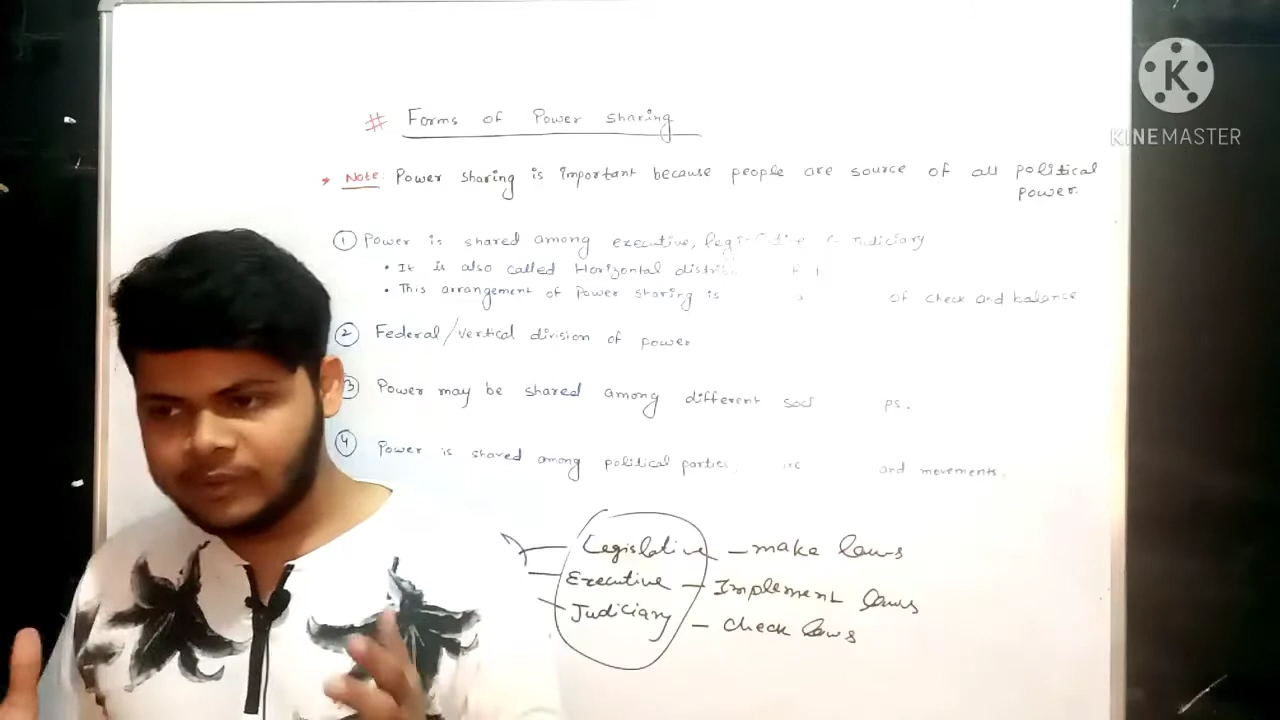 K
KINEMASTER
# Forms of Power sharing
Note: Power sharing is important because people are source of all political
power.
1 Power is shared among executive, & Judiciary
• It is also called Horizontal
• This arrangement of Power sharing is of check and balance
2 Federal/vertical division of power
3 Power may be shared among different
4 Power is shared among political parties, and movements.
Legislative – make laws
Executive – Implement laws
Judiciary – check laws